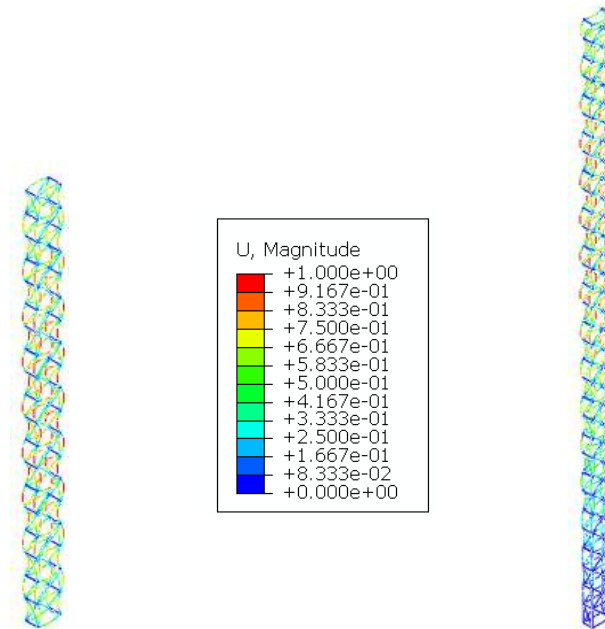 U, Magnitude
+1.000e+00
+9.167e-01
+8.333e-01
+7.500e-01
+6.667e-01
+5.833e-01
+5.000e-01
+4.167e-01
+3.333e-01
+2.500e-01
+1.667e-01
+8.333e-02
+0.000e+00